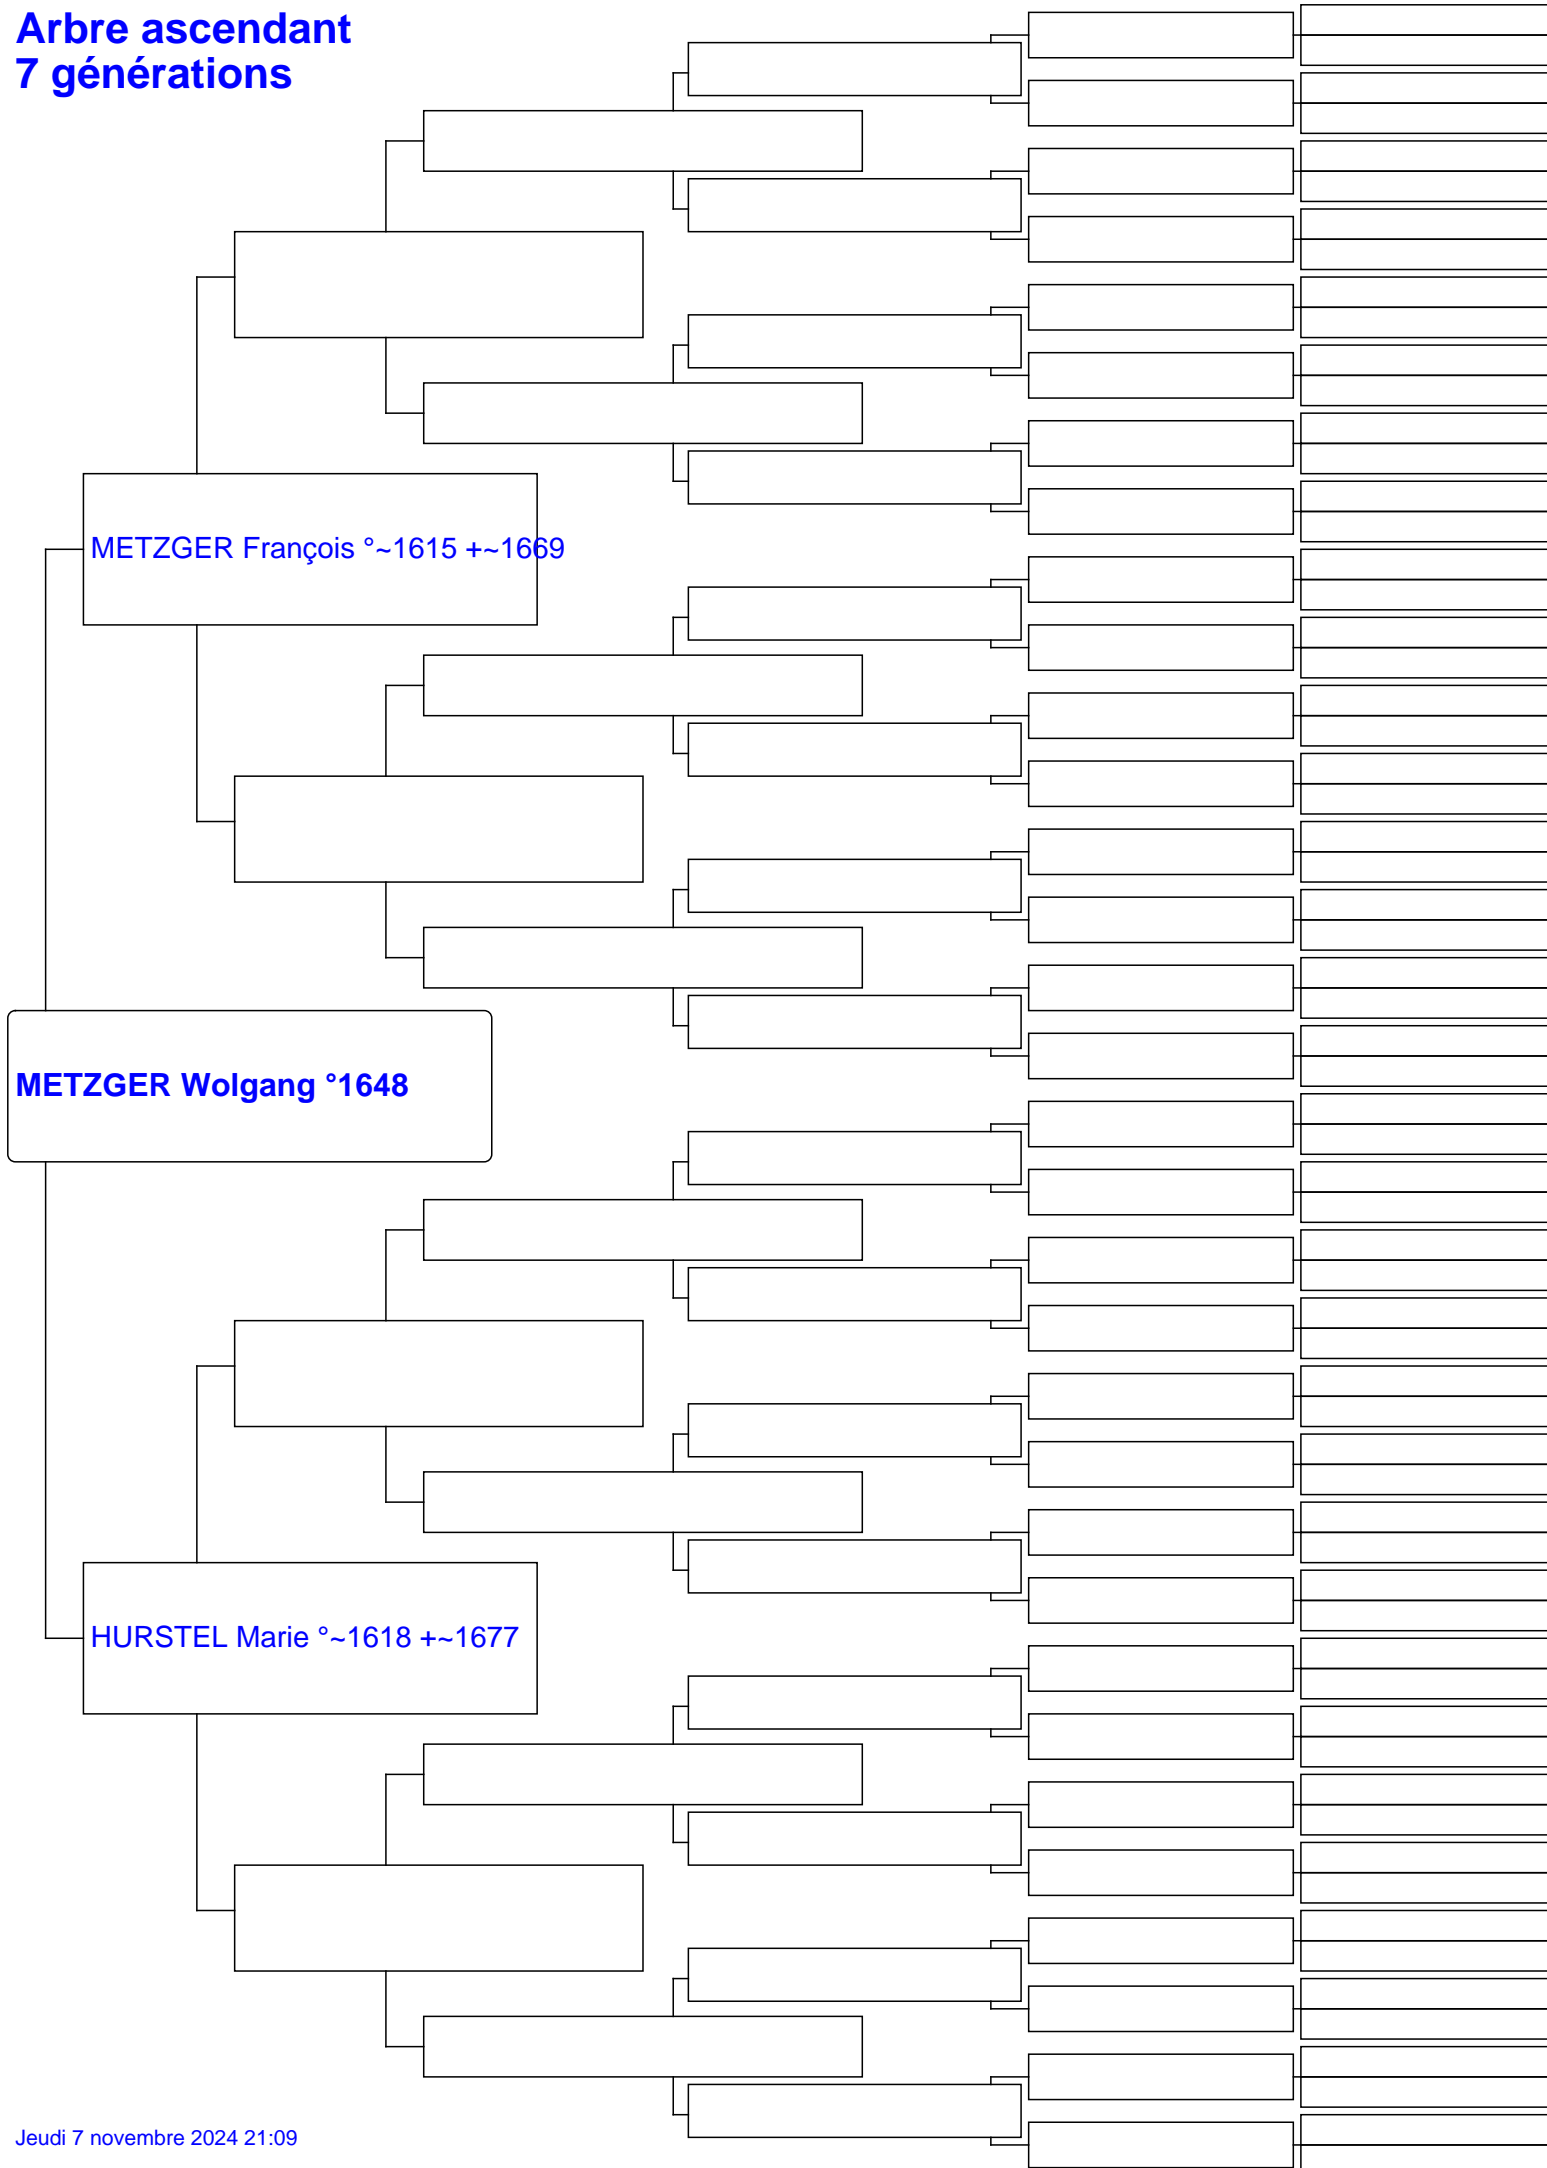 Arbre ascendant
7 générations
METZGER François °~1615 +~1669
METZGER Wolgang °1648
HURSTEL Marie °~1618 +~1677
Jeudi 7 novembre 2024 21:09